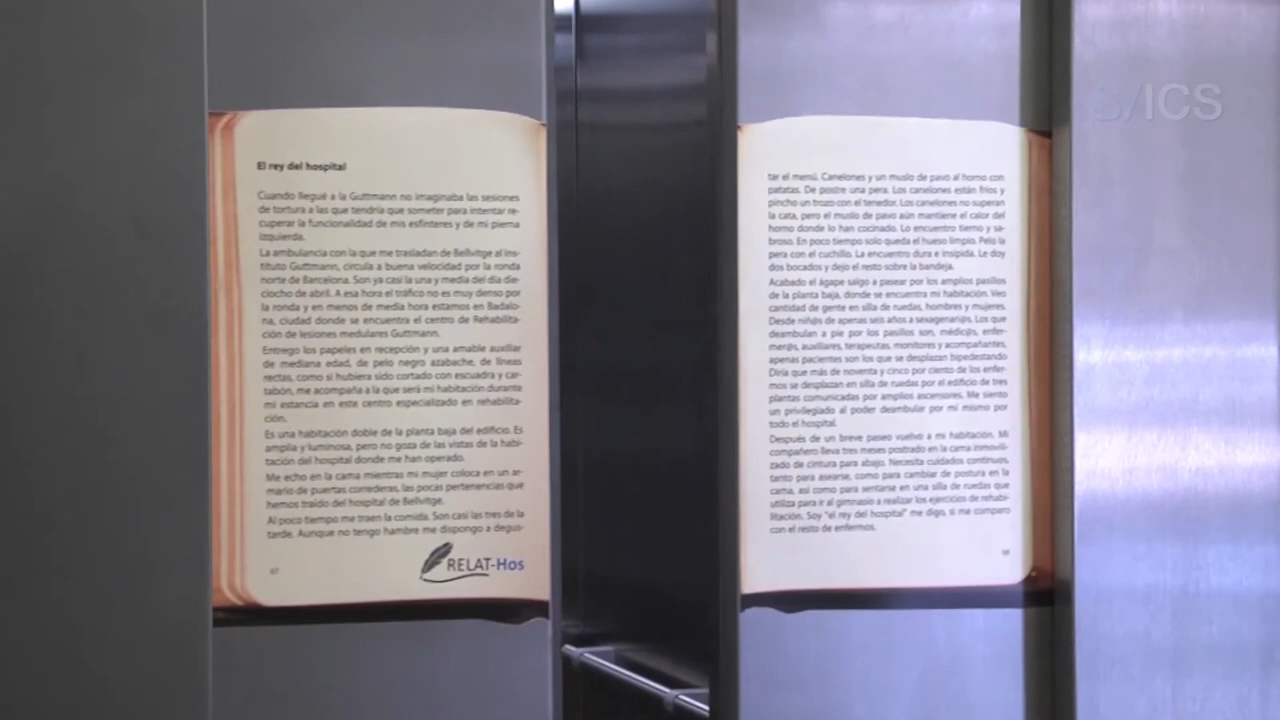 El rey del hospital
Cuando llegué a la Guttmann no imaginaba las sesiones
de tortura a las que tendría que someter para intentar re-
cuperar la funcionalidad de mis esfínteres y de mi pierna
izquierda.
La ambulancia con la que me trasladan de Bellvitge al Ins-
tituto Guttmann, circula a buena velocidad por la ronda
norte de Barcelona. Son ya casi la una y media del día die-
ciocho de abril. A esa hora el tráfico no es muy denso por
la ronda y en menos de media hora estamos en Badalo-
na, ciudad donde se encuentra el centro de Rehabilita-
ción de lesiones medulares Guttmann.
Entrego los papeles en recepción y una amable auxiliar
de mediana edad, de pelo negro azabache, de líneas
rectas, como si hubiera sido cortado con escuadra y car-
tabón, me acompaña a la que será mi habitación durante
mi estancia en este centro especializado en rehabilita-
ción.
Es una habitación doble de la planta baja del edificio. Es
amplia y luminosa, pero no goza de las vistas de la habi-
tación del hospital donde me han operado.
Me echo en la cama mientras mi mujer coloca en un ar-
mario de puertas correderas, las pocas pertenencias que
hemos traído del hospital de Bellvitge.
Al poco tiempo me traen la comida. Son casi las tres de la
tarde. Aunque no tengo hambre me dispongo a degus-
67
RELAT-Hos
tar el menú. Canelones y un muslo de pavo al horno con
patatas. De postre una pera. Los canelones están fríos y
pincho un trozo con el tenedor. Los canelones no superan
la cata, pero el muslo de pavo aún mantiene el calor del
horno donde lo han cocinado. Lo encuentro tierno y sa-
broso. En poco tiempo solo queda el hueso limpio. Pelo la
pera con el cuchillo. La encuentro dura e insípida. Le doy
dos bocados y dejo el resto sobre la bandeja.
Acabado el ágape salgo a pasear por los amplios pasillos
de la planta baja, donde se encuentra mi habitación. Veo
cantidad de gente en silla de ruedas, hombres y mujeres.
Desde niñ@s de apenas seis años a sexagenari@s. Los que
deambulan a pie por los pasillos son, médic@s, enfer-
mer@s, auxiliares, terapeutas, monitores y acompañantes,
apenas pacientes son los que se desplazan bipedestando
Diría que más de noventa y cinco por ciento de los enfer-
mos se desplazan en silla de ruedas por el edificio de tres
plantas comunicadas por amplios ascensores. Me siento
un privilegiado al poder deambular por mi mismo por
todo el hospital.
Después de un breve paseo vuelvo a mi habitación. Mi
compañero lleva tres meses postrado en la cama inmovili-
zado de cintura para abajo. Necesita cuidados continuos,
tanto para asearse, como para cambiar de postura en la
cama, así como para sentarse en una silla de ruedas que
utiliza para ir al gimnasio a realizar los ejercicios de rehabi-
litación. Soy "el rey del hospital" me digo, si me comparo
con el resto de enfermos.
/ICS